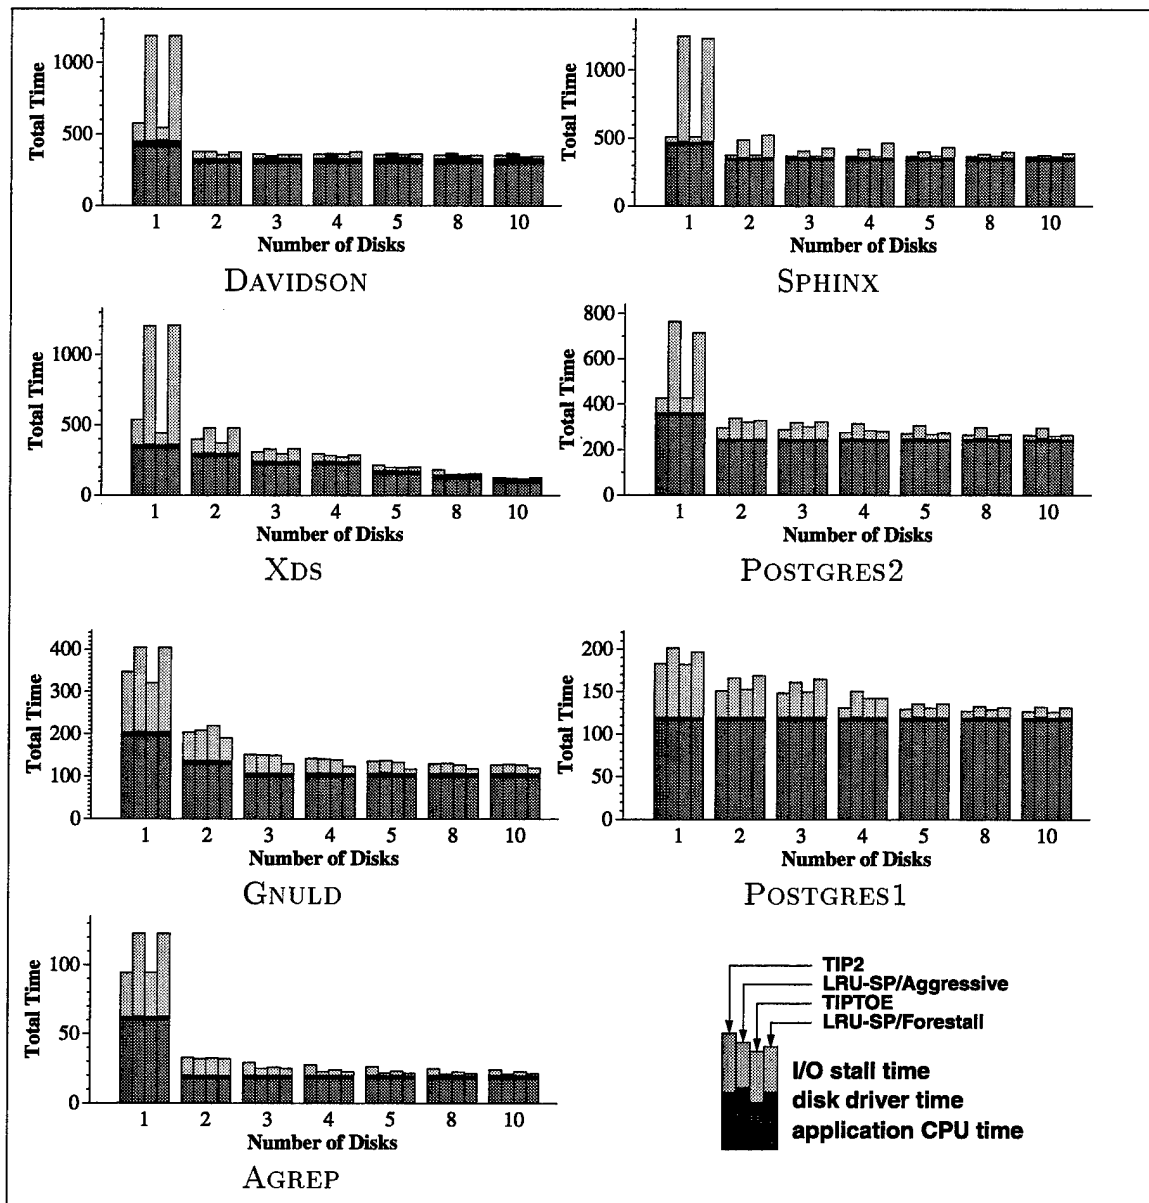 Total Time
1000
500
0
1 2 3 4 5 8 10
Number of Disks
DAVIDSON
Total Time
1000
500
0
1 2 3 4 5 8 10
Number of Disks
SPHINX
Total Time
1000
500
0
1 2 3 4 5 8 10
Number of Disks
XDS
Total Time
800
600
400
200
0
1 2 3 4 5 8 10
Number of Disks
POSTGRES2
Total Time
400
300
200
100
0
1 2 3 4 5 8 10
Number of Disks
GNULD
Total Time
200
150
100
50
0
1 2 3 4 5 8 10
Number of Disks
POSTGRES1
Total Time
100
50
0
1 2 3 4 5 8 10
Number of Disks
AGREP
TIP2
LRU-SP/Aggressive
TIPTOE
LRU-SP/Forestall
I/O stall time
disk driver time
application CPU time